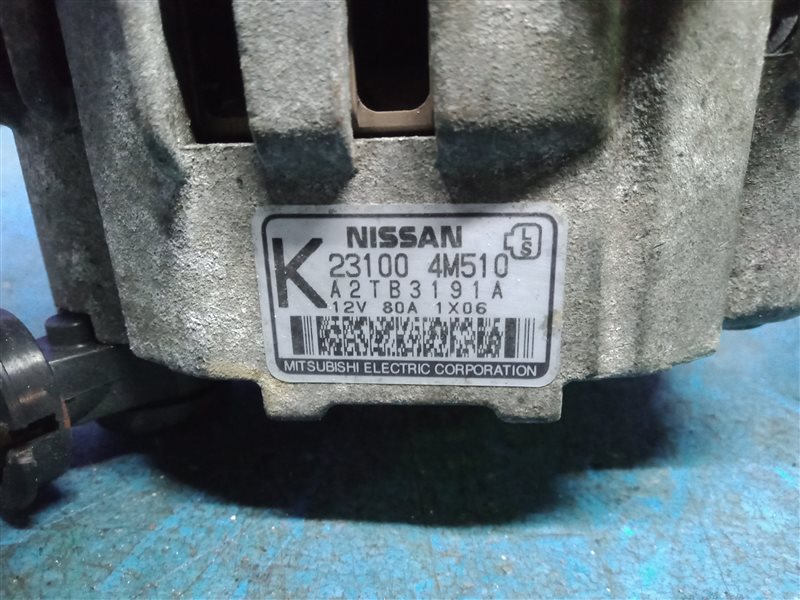 K
NISSAN
L
S
23100 4M510
A2TB3191A
12V 80A 1X06
MITSUBISHI ELECTRIC CORPORATION